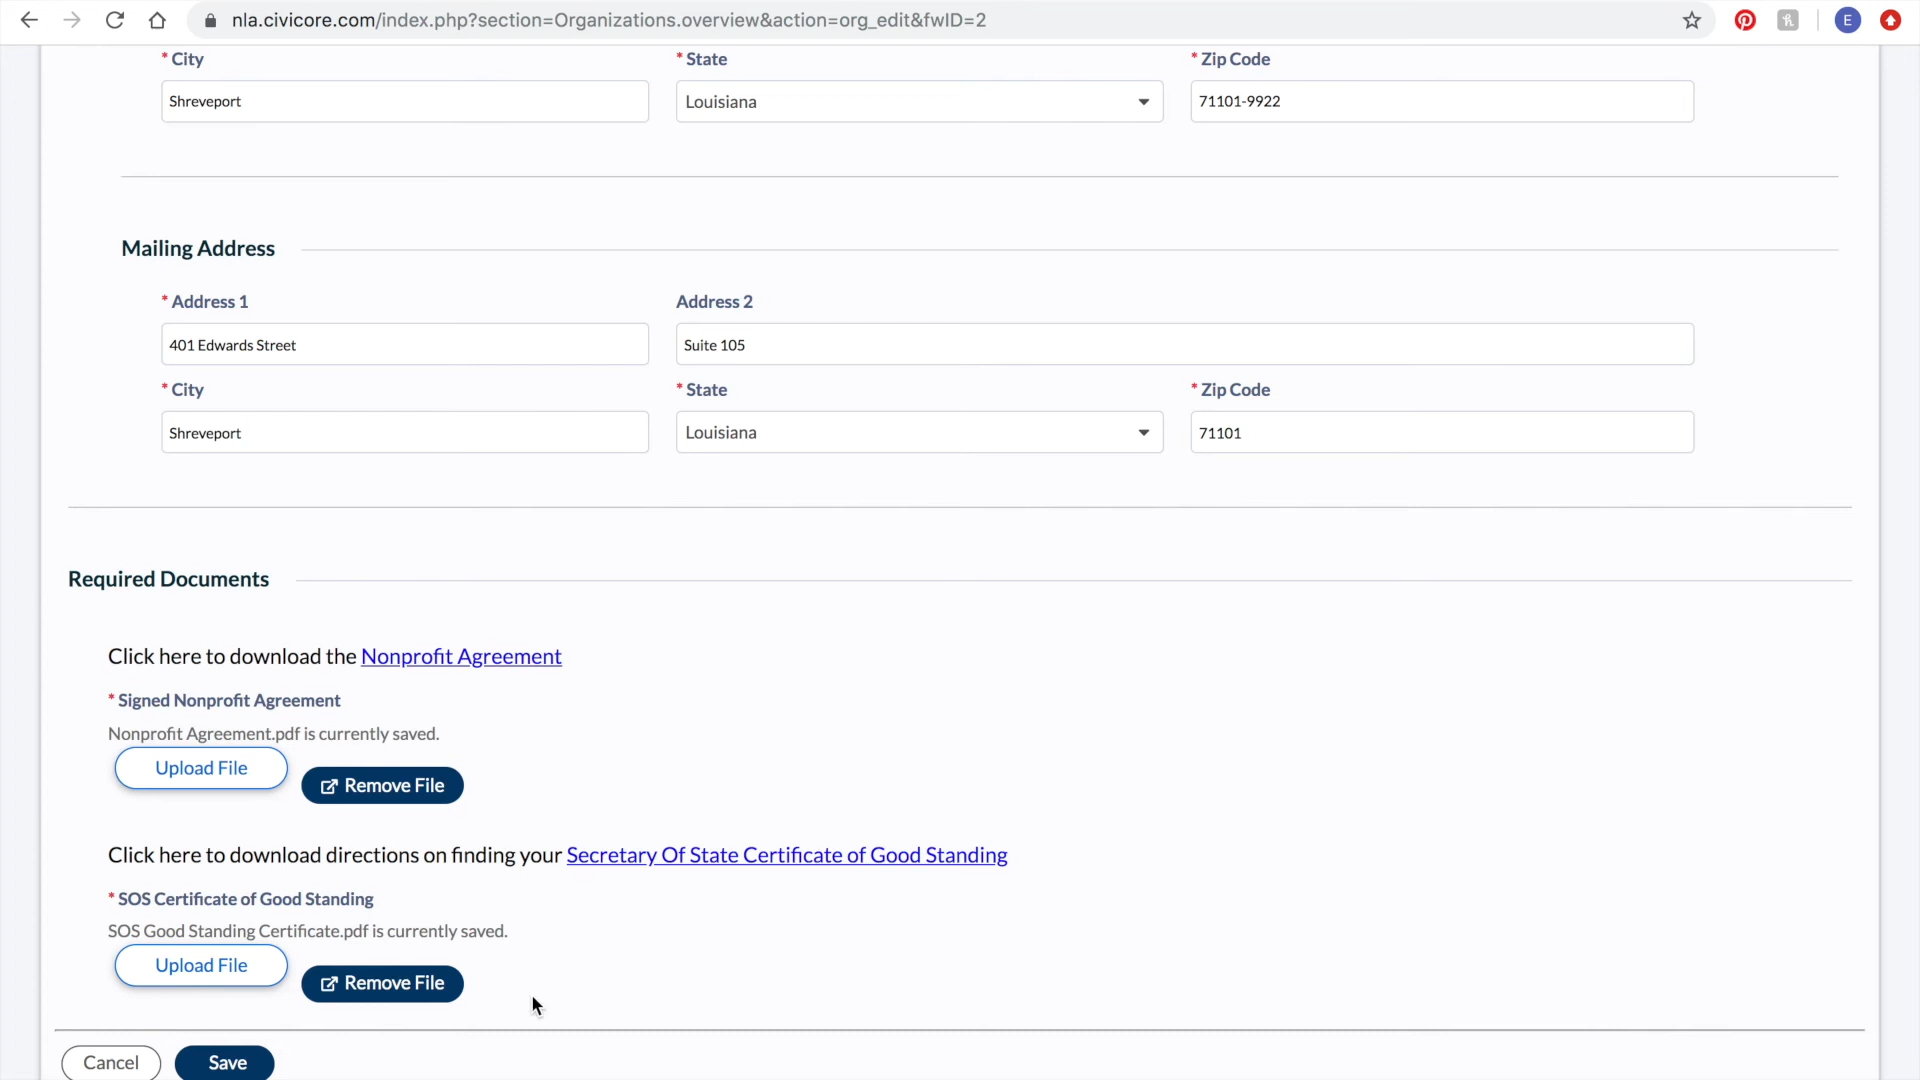 nla.civicore.com/index.php?section=Organizations.overview&action=org_edit&fwID=2
E
* City * State * Zip Code
Shreveport Louisiana 71101-9922
Mailing Address
* Address 1 Address 2
401 Edwards Street Suite 105
* City * State * Zip Code
Shreveport Louisiana 71101
Required Documents
Click here to download the Nonprofit Agreement
* Signed Nonprofit Agreement
Nonprofit Agreement.pdf is currently saved.
Upload File Remove File
Click here to download directions on finding your Secretary Of State Certificate of Good Standing
* SOS Certificate of Good Standing
SOS Good Standing Certificate.pdf is currently saved.
Upload File Remove File
Cancel Save